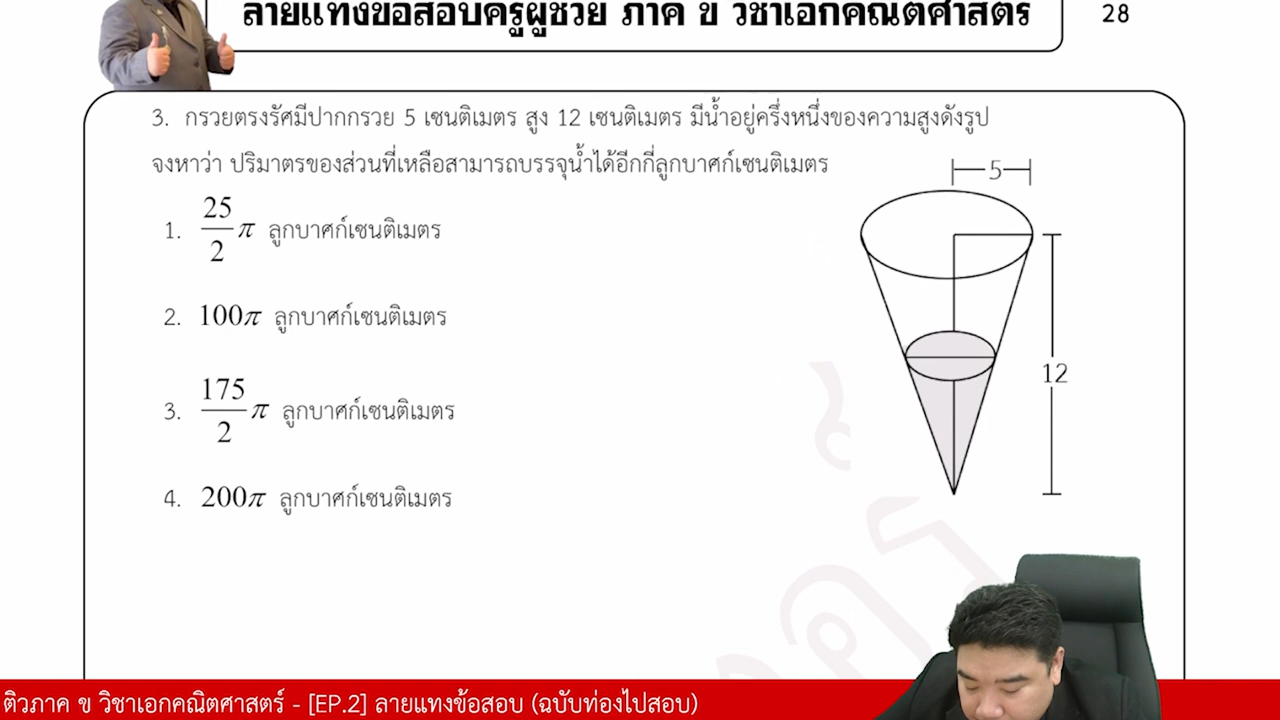 ลายแทงข้อสอบครูผู้ช่วย ภาค ข วิชาเอกคณิตศาสตร์
28
3. กรวยตรงรัศมีปากกรวย 5 เซนติเมตร สูง 12 เซนติเมตร มีน้ำอยู่ครึ่งหนึ่งของความสูงดังรูป
จงหาว่า ปริมาตรของส่วนที่เหลือสามารถบรรจุน้ำได้อีกกี่ลูกบาศก์เซนติเมตร
5
1. 25/2 π ลูกบาศก์เซนติเมตร
2. 100π ลูกบาศก์เซนติเมตร
12
3. 175/2 π ลูกบาศก์เซนติเมตร
4. 200π ลูกบาศก์เซนติเมตร
ติวภาค ข วิชาเอกคณิตศาสตร์ - [EP.2] ลายแทงข้อสอบ (ฉบับท่องไปสอบ)